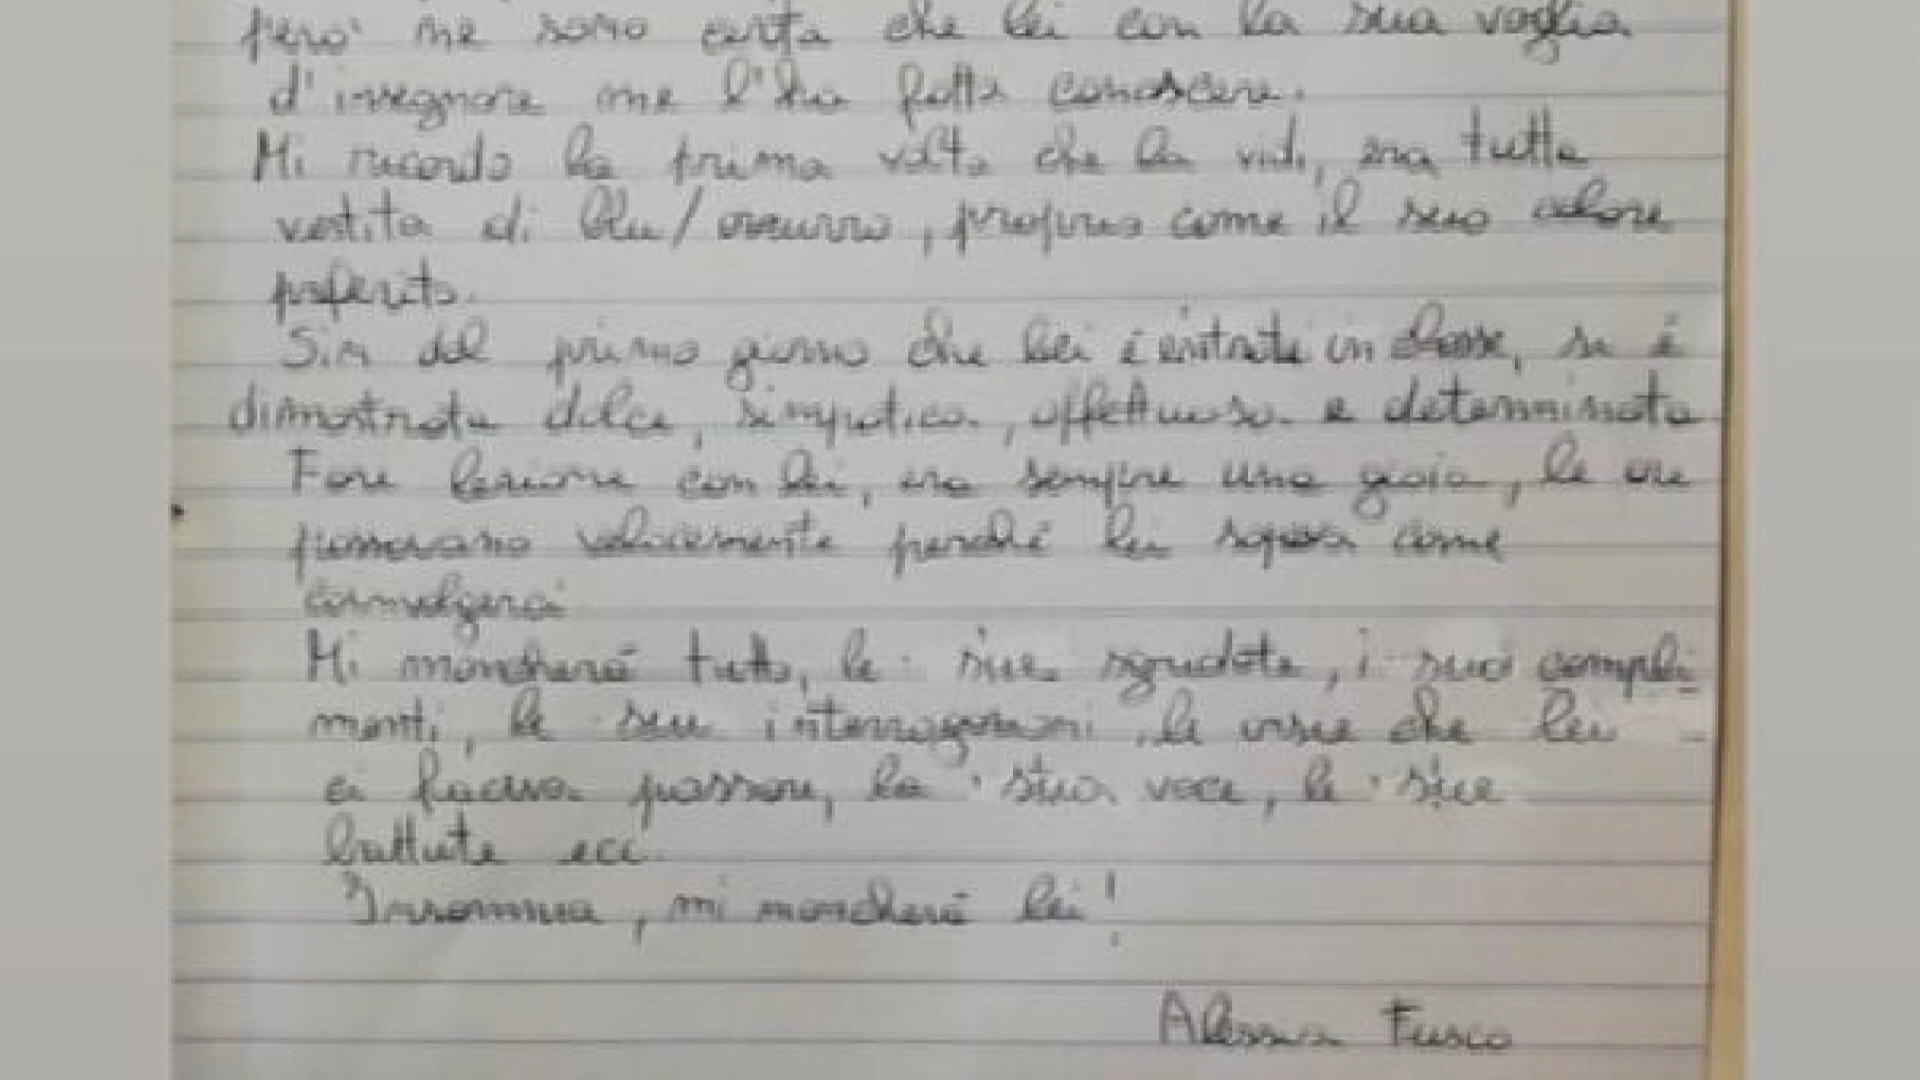 però me sono certa che lei con la sua voglia
d'insegnare me l'ha fatta conoscere.
Mi ricordo la prima volta che la vidi, era tutta
vestita di blu/azzurro, proprio come il suo colore
preferito.
Sin dal primo giorno che lei è entrata in classe, si è
dimostrata dolce, simpatica, affettuosa e determinata
Fare lezione con lei, era sempre una gioia, le ore
passavano velocemente perché lei sapeva come
coinvolgerci
Mi mancherà tutto, le sue sgridate, i suoi compli-
menti, le sue interrogazioni, le che lei
ci faceva passare, la sua voce, le sue
battute ecc.
Insomma, mi mancherà lei!
Alessia Fusco